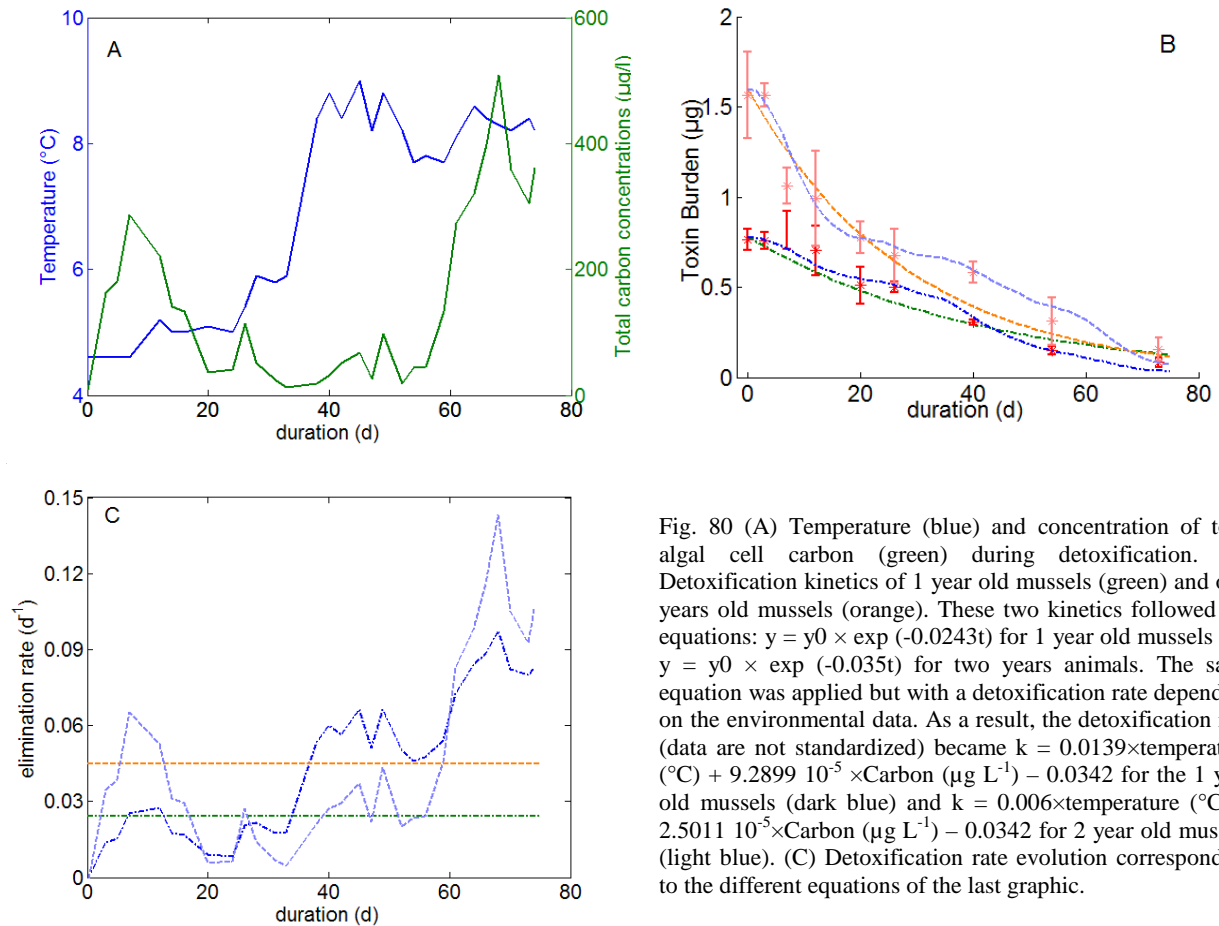 A
10
8
6
4
Temperature (°C)
600
400
200
0
Total carbon concentrations (µg/l)
0 20 40 60 80
duration (d)
B
2
1.5
1
0.5
0
Toxin Burden (µg)
0 20 40 60 80
duration (d)
C
0.15
0.12
0.09
0.06
0.03
0
elimination rate (d-1)
0 10 20 30 40 50 60 70 80
duration (d)
Fig. 80 (A) Temperature (blue) and concentration of
algal cell carbon (green) during detoxification.
Detoxification kinetics of 1 year old mussels (green) and
years old mussels (orange). These two kinetics followed
equations: y = y0 × exp (-0.0243t) for 1 year old mussels
y = y0 × exp (-0.035t) for two years animals. The
equation was applied but with a detoxification rate
on the environmental data. As a result, the detoxification
(data are not standardized) became k = 0.0139×
(°C) + 9.2899 10-5 ×Carbon (µg L-1) – 0.0342 for the 1
old mussels (dark blue) and k = 0.006×temperature (°C
2.5011 10-5×Carbon (µg L-1) – 0.0342 for 2 year old
(light blue). (C) Detoxification rate evolution
to the different equations of the last graphic.